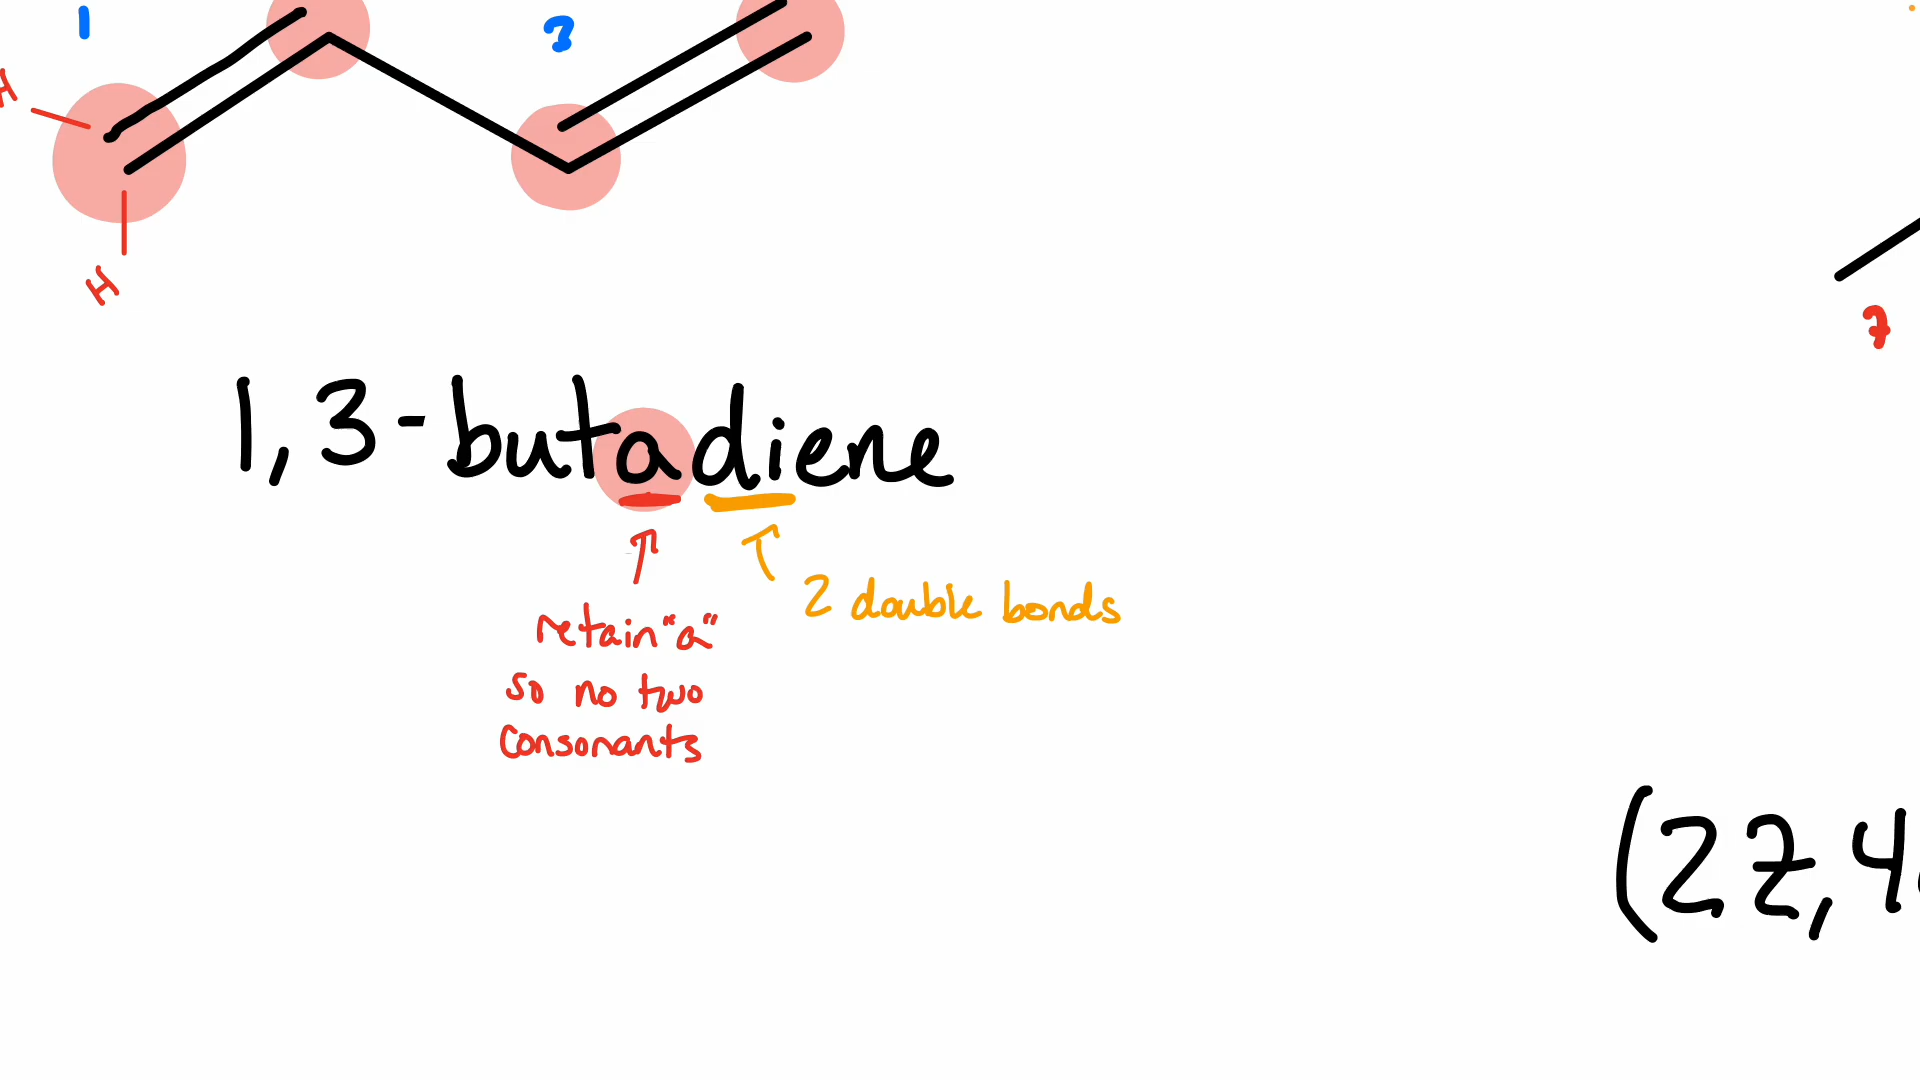 1
3
H
H
7
1,3-butadiene
2 double bonds
retain "a"
so no two
consonants
(2Z,4